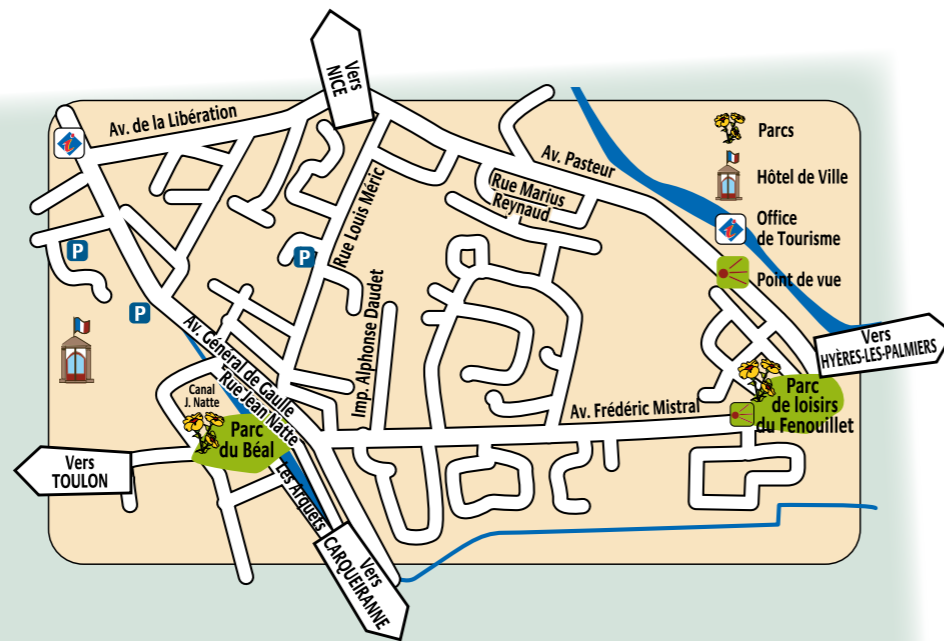 Vers
NICE
Av. de la Libération
Av. Pasteur
Parcs
Hôtel de Ville
Office
de Tourisme
Point de vue
Rue Marius
Reynaud
Rue Louis Méric
P
P
P
Imp. Alphonse Daudet
Av. Général de Gaulle
Rue Jean Natte
Canal
J. Natte
Parc
du Béal
Vers
TOULON
Les Arquets
Vers
CARQUEIRANNE
Av. Frédéric Mistral
Parc
de loisirs
du Fenouillet
Vers
HYÈRES-LES-PALMIERS